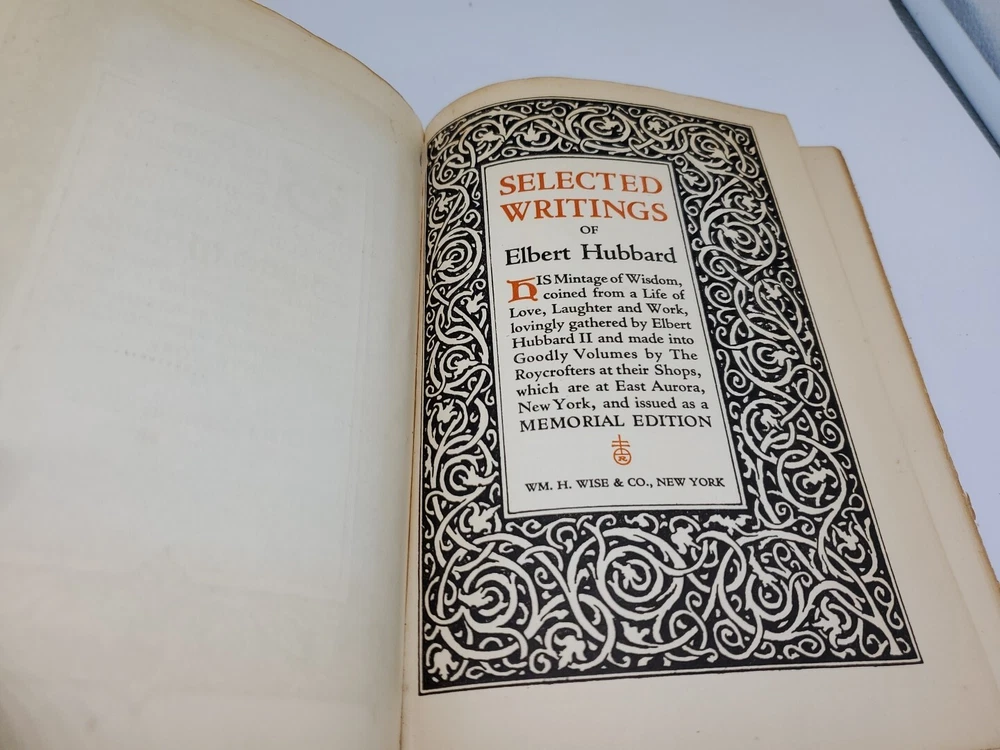 SELECTED
WRITINGS
OF
Elbert Hubbard
HIS Mintage of Wisdom,
coined from a Life of
Love, Laughter and Work,
lovingly gathered by Elbert
Hubbard II and made into
Goodly Volumes by The
Roycrofters at their Shops,
which are at East Aurora,
New York, and issued as a
MEMORIAL EDITION
R
WM. H. WISE & CO., NEW YORK